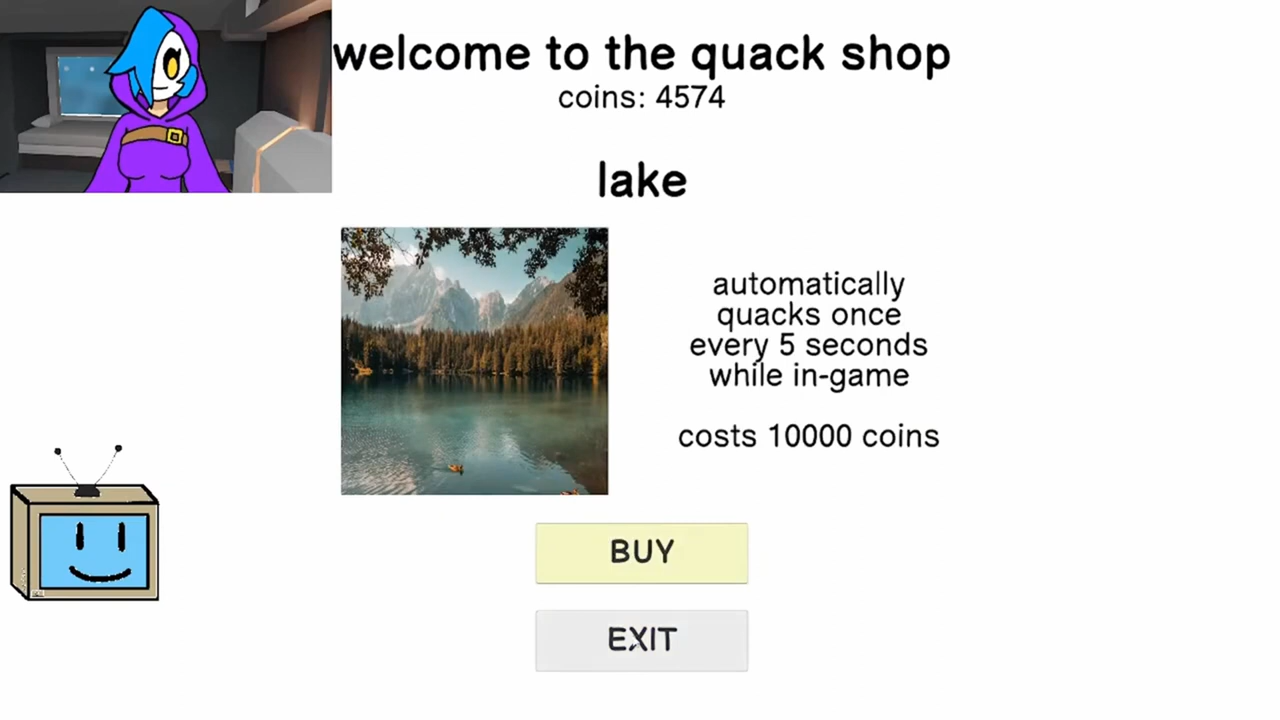 welcome to the quack shop
coins: 4574
lake
automatically
quacks once
every 5 seconds
while in-game
costs 10000 coins
BUY
EXIT